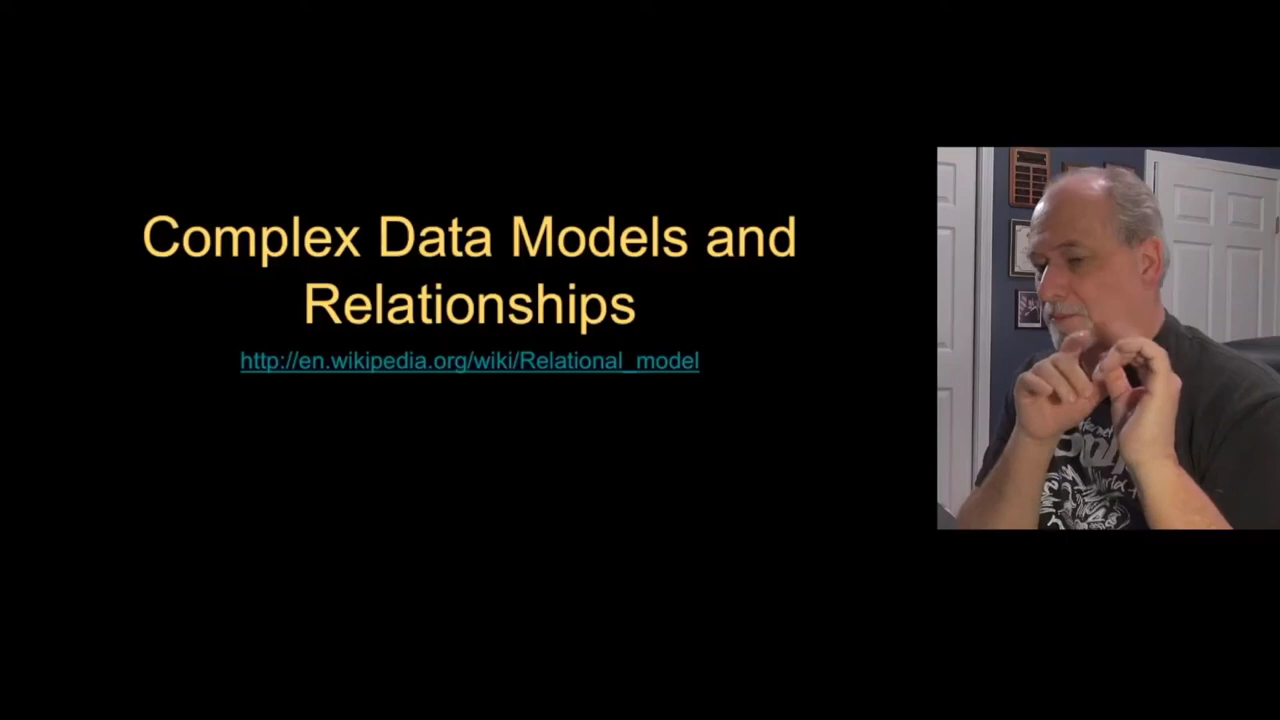 Complex Data Models and
Relationships
http://en.wikipedia.org/wiki/Relational_model